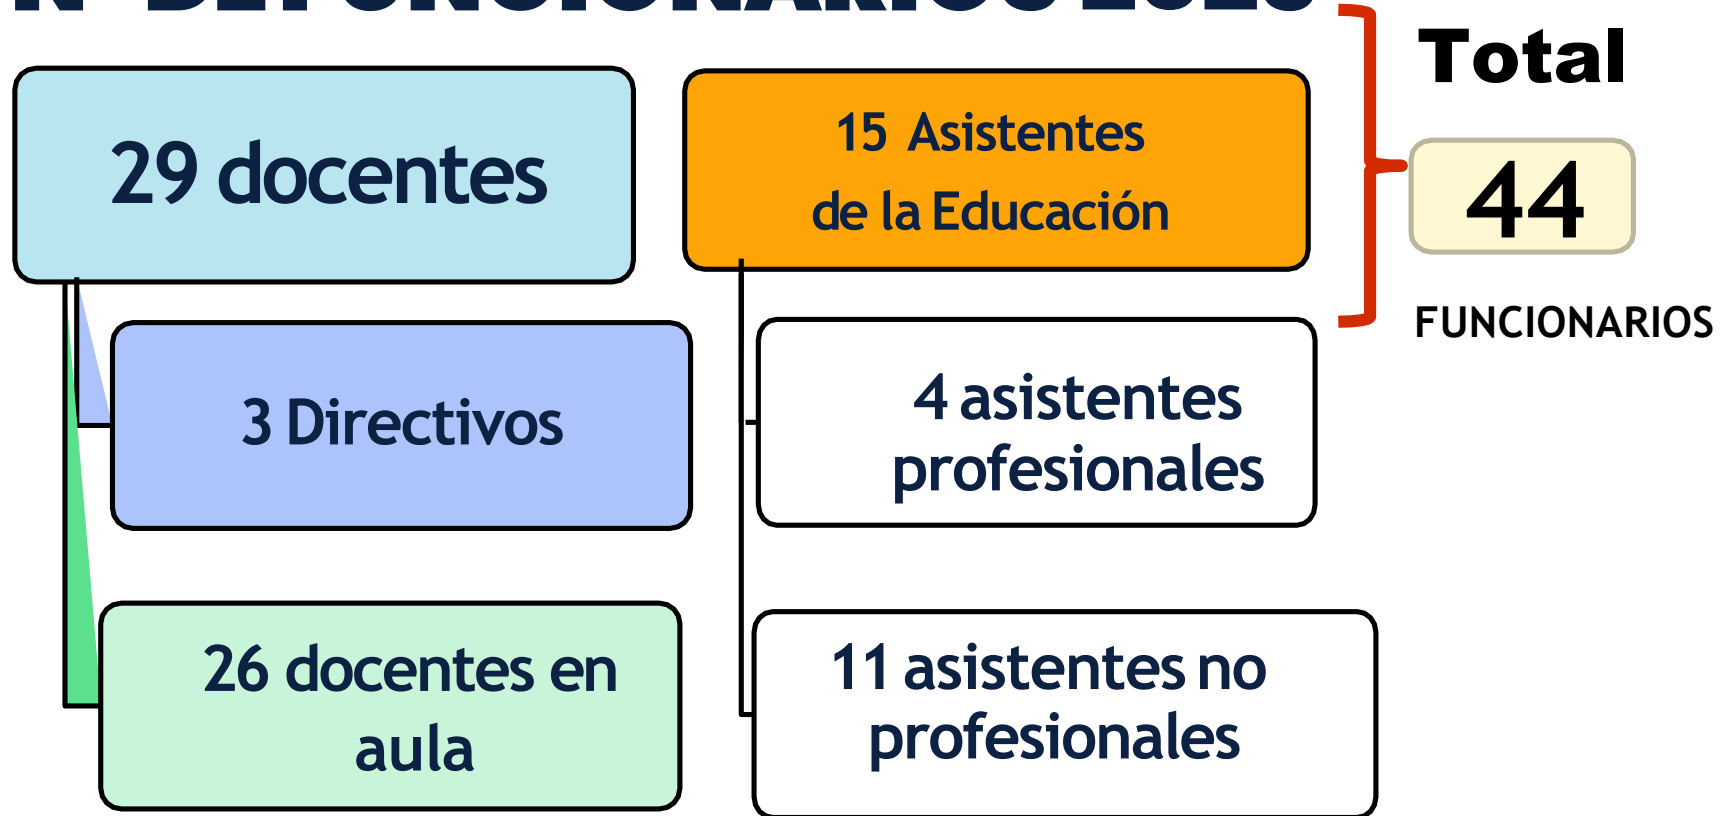 29 docentes
15 Asistentes
de la Educación
Total
44
FUNCIONARIOS
3 Directivos
4 asistentes
profesionales
26 docentes en
aula
11 asistentes no
profesionales